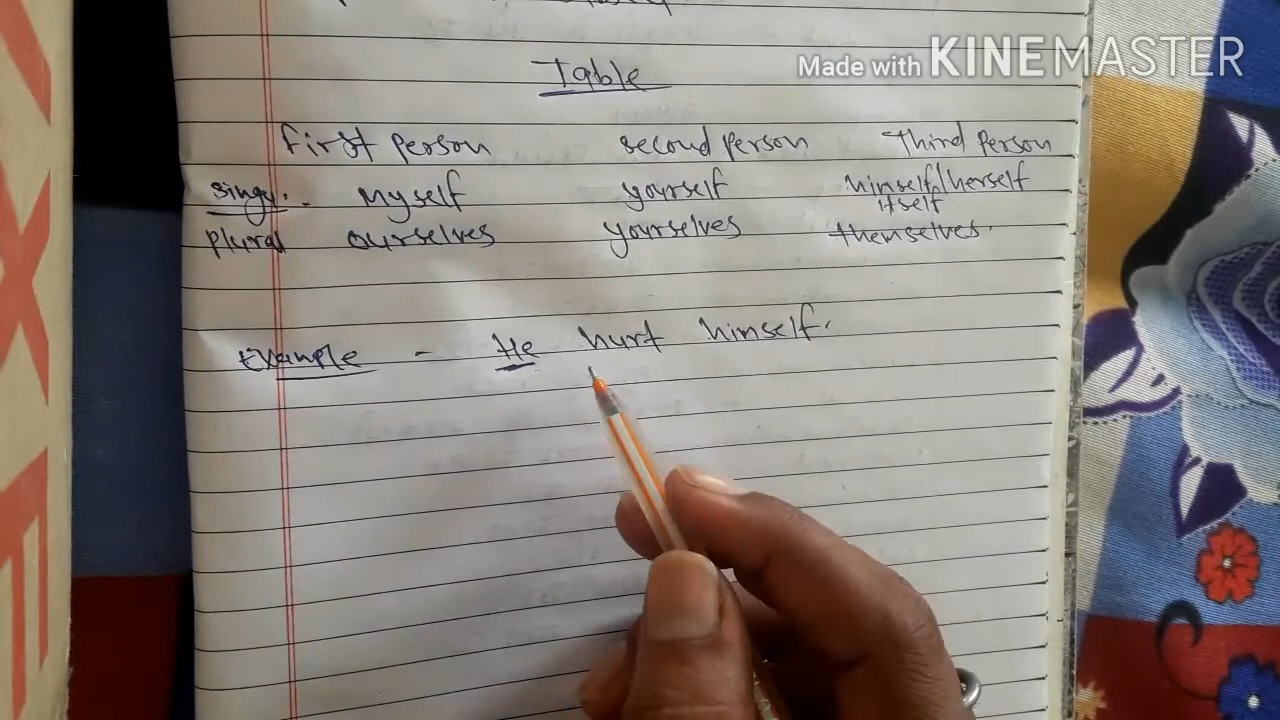 Made with KINEMASTER
Table
first person second person Third person
singu. myself yourself himself/herself
itself
plural ourselves yourselves themselves.
Example - He hurt himself.